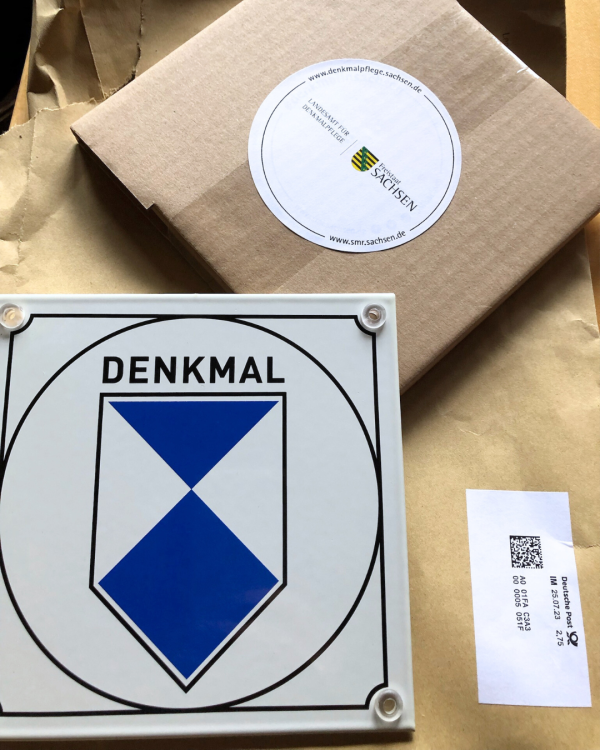 www.denkmalpflege.sachsen.de
LANDESAMT FÜR
DENKMALPFLEGE
Freistaat
SACHSEN
www.smr.sachsen.de
DENKMAL
Deutsche Post
IM 25.07.23 2,75
A0 01FA C3A3
00 0005 051F